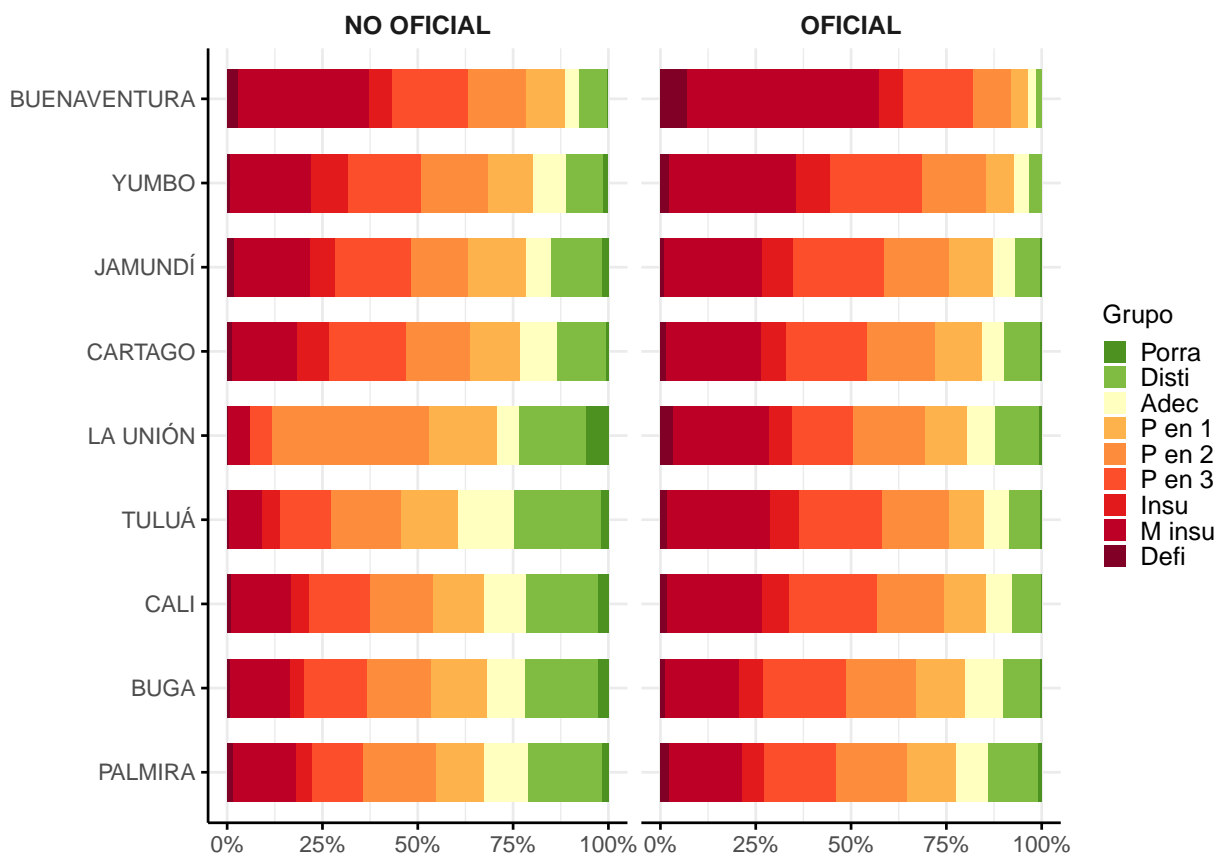 NO OFICIAL
OFICIAL
BUENAVENTURA
YUMBO
JAMUNDÍ
CARTAGO
LA UNIÓN
TULUÁ
CALI
BUGA
PALMIRA
0% 25% 50% 75% 100%
0% 25% 50% 75% 100%
Grupo
Porra
Disti
Adec
P en 1
P en 2
P en 3
Insu
M insu
Defi